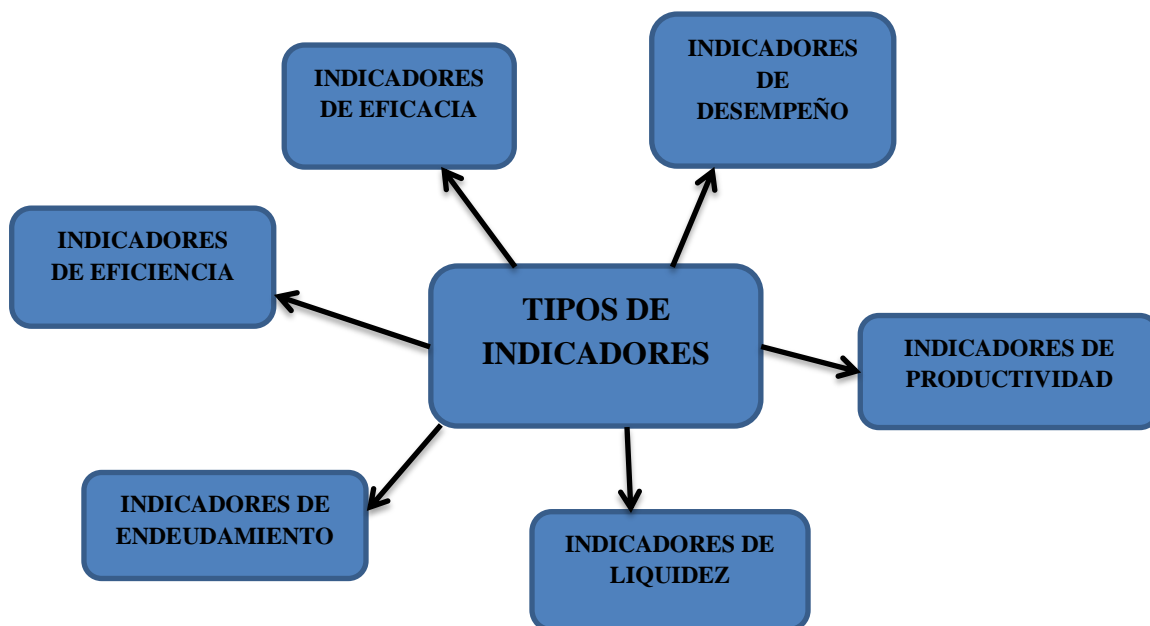 INDICADORES
DE EFICACIA
INDICADORES
DE
DESEMPEÑO
INDICADORES
DE EFICIENCIA
TIPOS DE
INDICADORES
INDICADORES DE
PRODUCTIVIDAD
INDICADORES DE
ENDEUDAMIENTO
INDICADORES DE
LIQUIDEZ